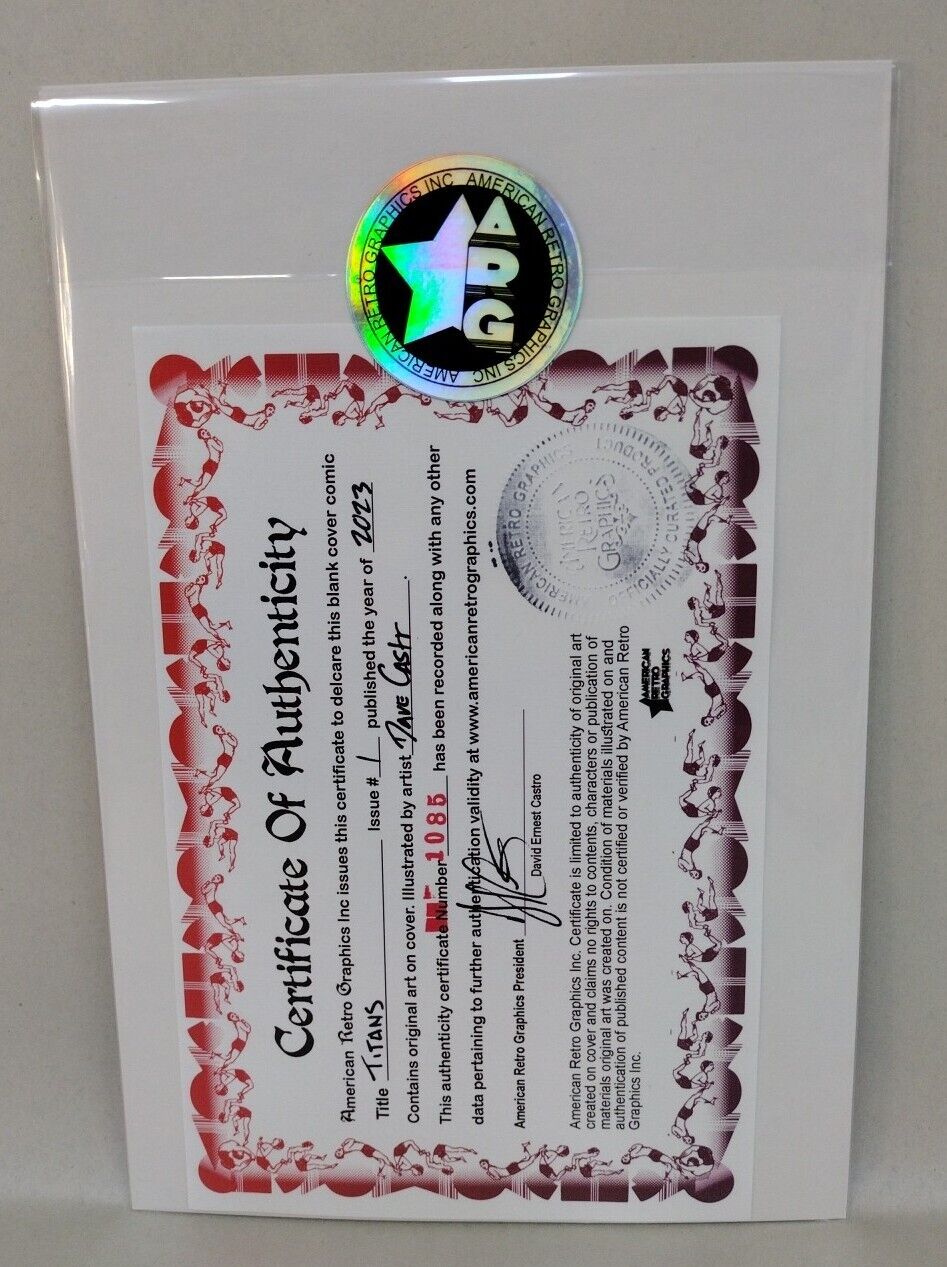 AMERICAN RETRO GRAPHICS INC AMERICAN RETRO GRAPHICS INC
ARG
Certificate Of Authenticity
American Retro Graphics Inc issues this certificate to delcare this blank cover comic
Title TITANS Issue # 1 published the year of 2023
Contains original art on cover. Illustrated by artist DAVE CASTR.
This authenticity certificate Number 1085 has been recorded along with any other
data pertaining to further authentication validity at www.americanretrographics.com
American Retro Graphics President
David Ernest Castro
AMERICAN RETRO GRAPHICS
OFFICIALLY CURATED PRODUCT
AMERICAN
RETRO
GRAPHICS
American Retro Graphics Inc. Certificate is limited to authenticity of original art
created on cover and claims no rights to contents, characters or publication of
materials original art was created on. Condition of materials illustrated on and
authentication of published content is not certified or verified by American Retro
Graphics Inc.
AMERICAN
RETRO
GRAPHICS